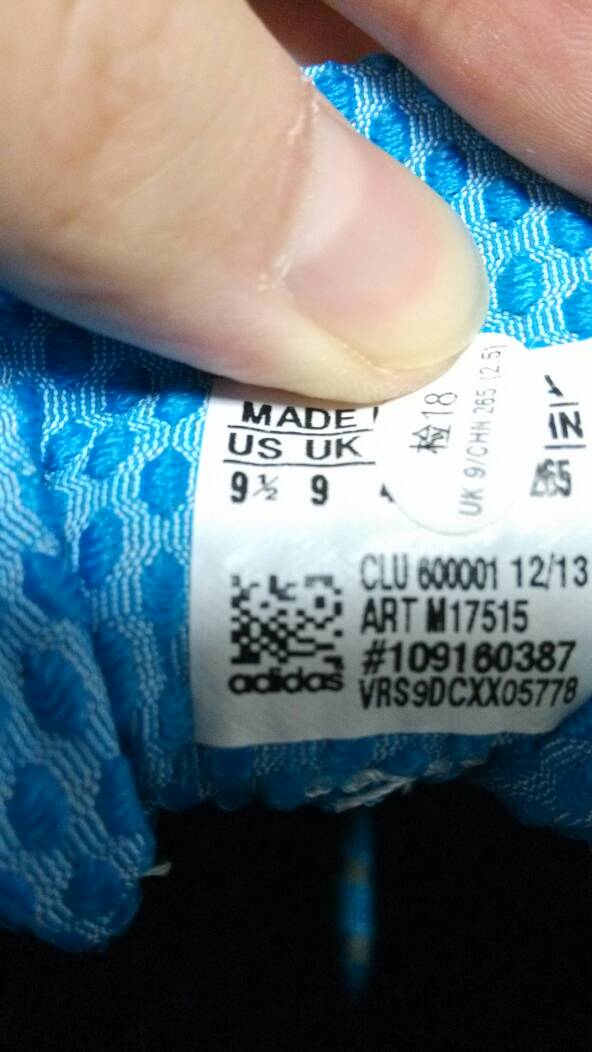 MADE
US UK
9½ 9
检18
UK 9/CHN 265 (2.5)
265
CLU 600001 12/13
ART M17515
#109160387
adidas
VRS9DCXX05778